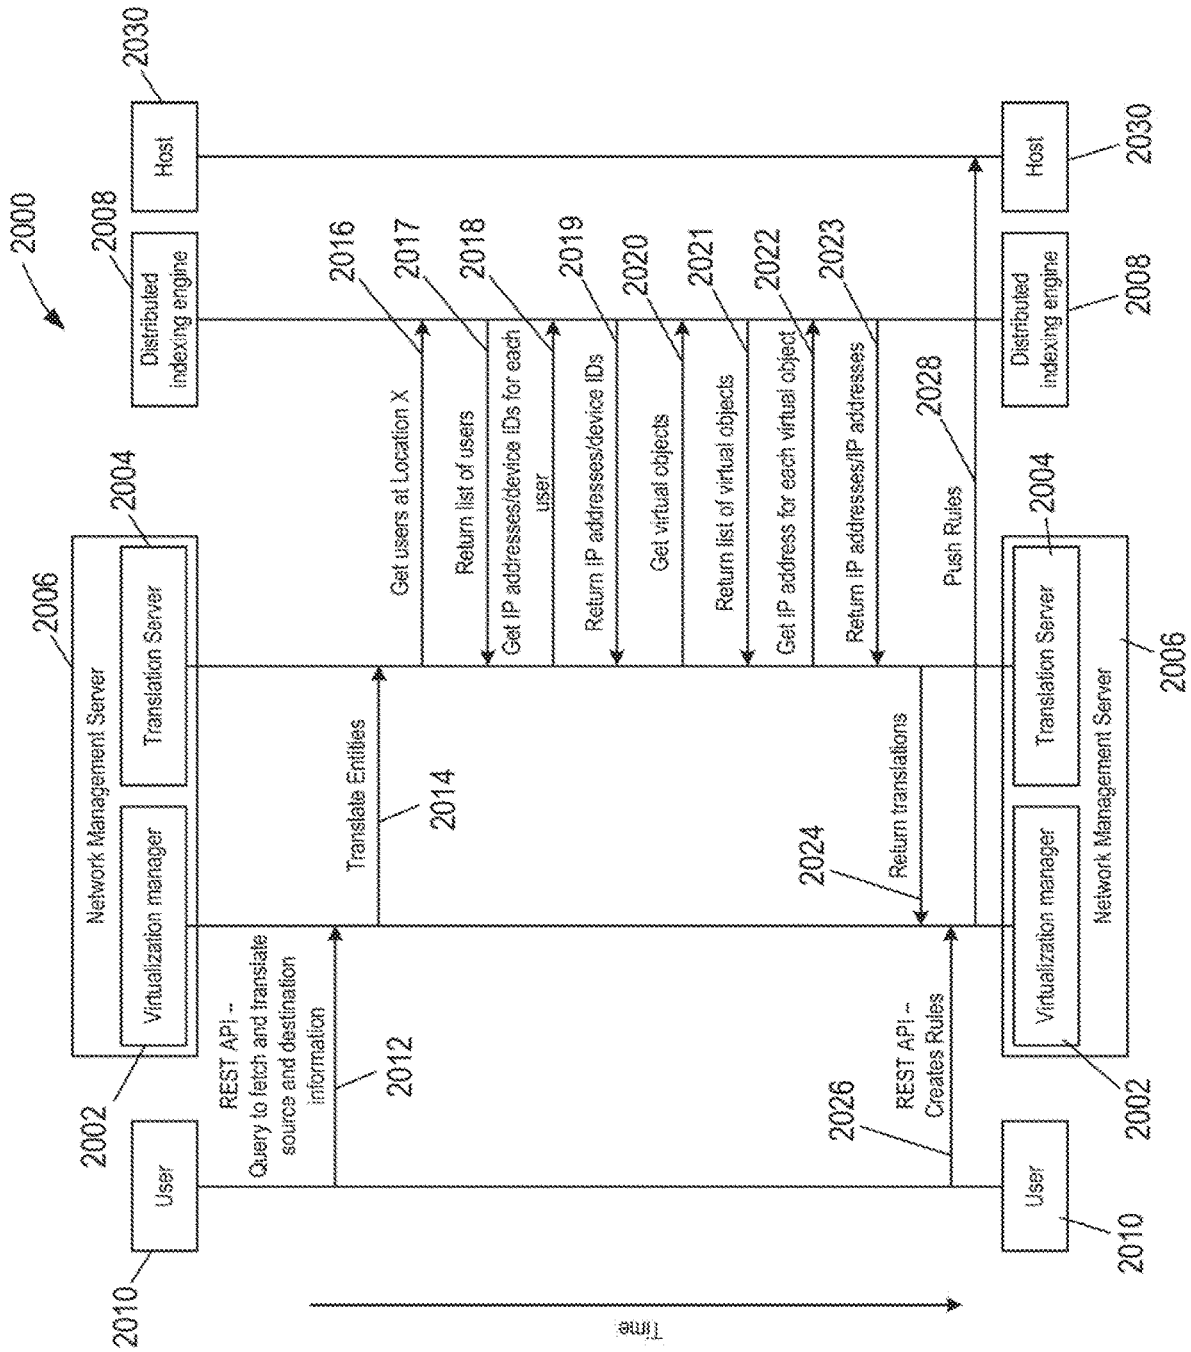 2000
2010
2002
2006
2004
2008
2030
User
Network Management Server
Virtualization manager
Translation Server
Distributed
indexing engine
Host
REST API --
Query to fetch and translate
source and destination
information
2012
Translate Entities
2014
Get users at Location X
2016
Return list of users
2017
Get IP addresses/device IDs for each
user
2018
Return IP addresses/device IDs
2019
Get virtual objects
2020
Return list of virtual objects
2021
Get IP address for each virtual object
2022
Return IP addresses/IP addresses
2023
2024
Return translations
2026
REST API --
Creates Rules
Push Rules
2028
Time
User
Virtualization manager
Translation Server
Network Management Server
Distributed
indexing engine
Host
2010
2002
2004
2006
2008
2030